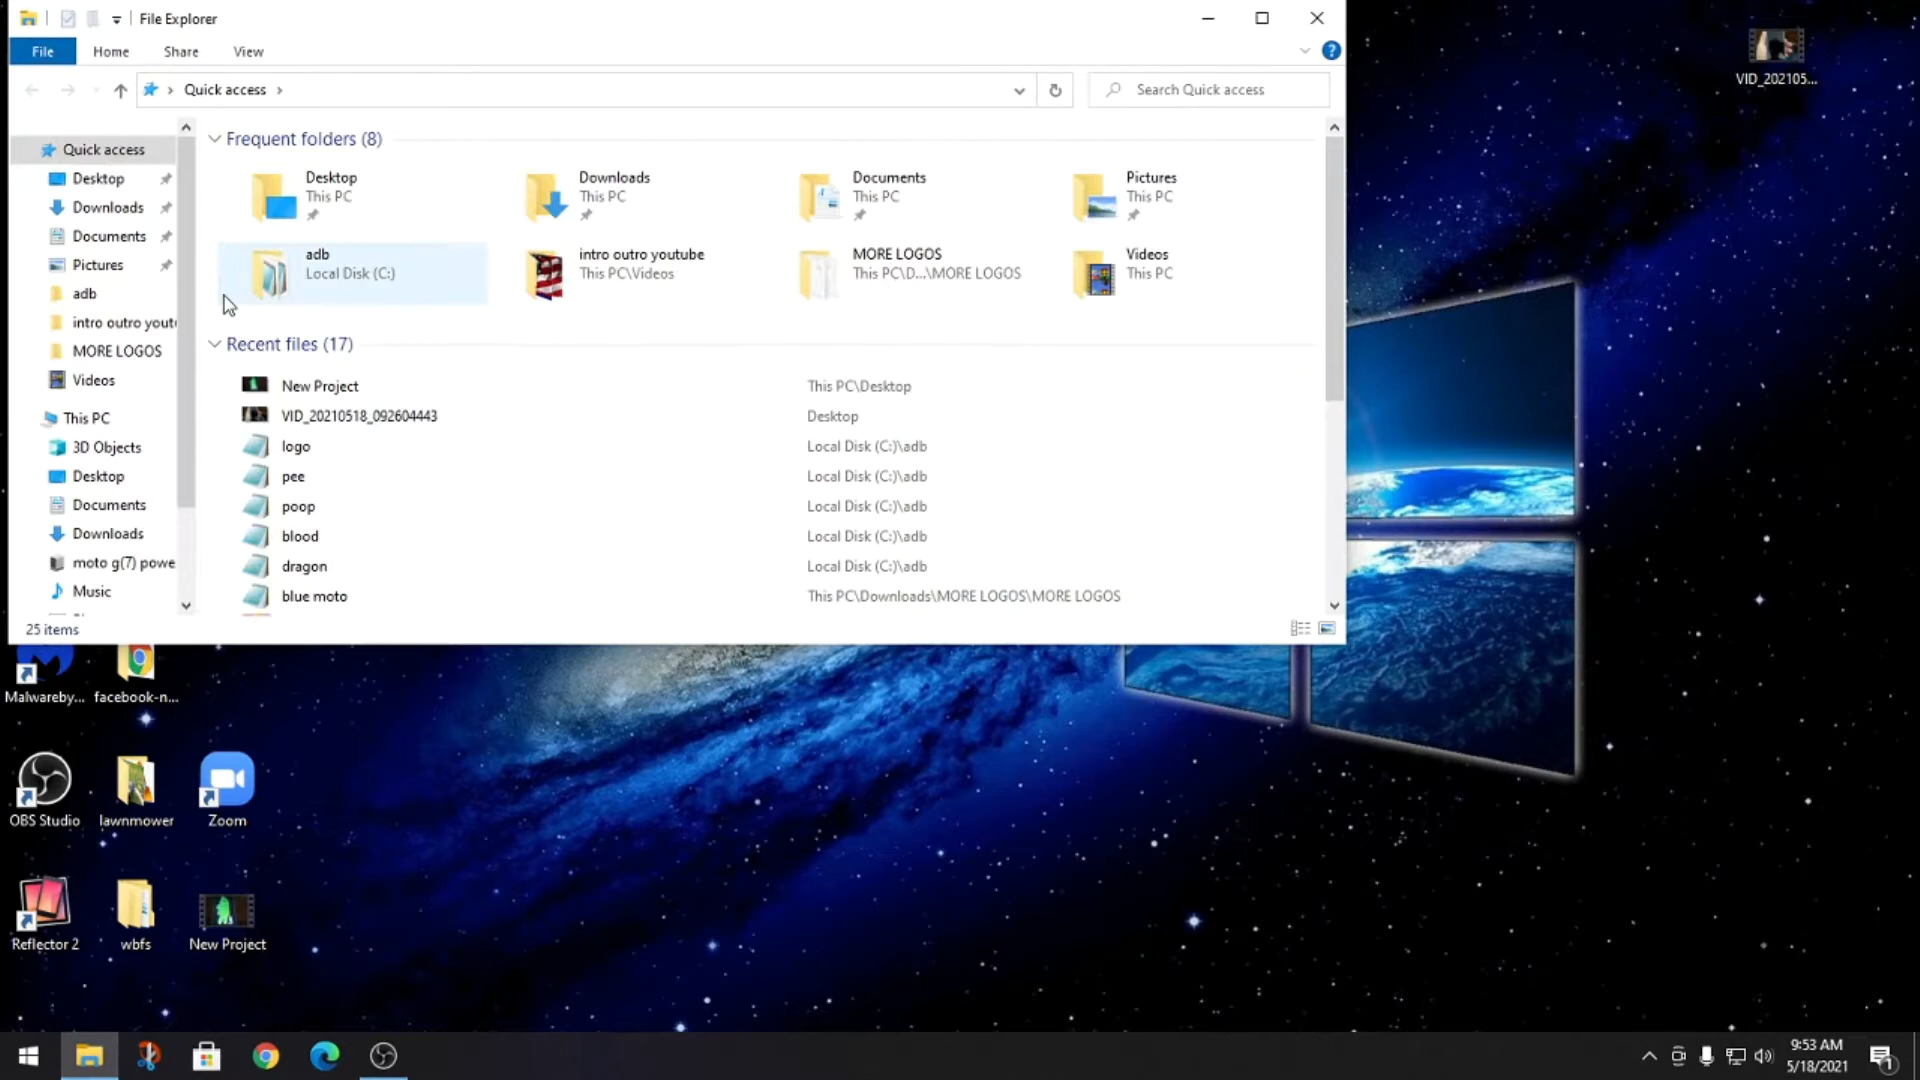 File Explorer
File Home Share View
Quick access
Search Quick access
Quick access
Desktop
Downloads
Documents
Pictures
adb
intro outro yout
MORE LOGOS
Videos
This PC
3D Objects
Desktop
Documents
Downloads
moto g(7) powe
Music
Frequent folders (8)
Desktop
This PC
Downloads
This PC
Documents
This PC
Pictures
This PC
adb
Local Disk (C:)
intro outro youtube
This PC\Videos
MORE LOGOS
This PC\D...\MORE LOGOS
Videos
This PC
Recent files (17)
New Project This PC\Desktop
VID_20210518_092604443 Desktop
logo Local Disk (C:)\adb
pee Local Disk (C:)\adb
poop Local Disk (C:)\adb
blood Local Disk (C:)\adb
dragon Local Disk (C:)\adb
blue moto This PC\Downloads\MORE LOGOS\MORE LOGOS
25 items
VID_202105...
Malwareby... facebook-n...
OBS Studio lawnmower Zoom
Reflector 2 wbfs New Project
9:53 AM
5/18/2021
1